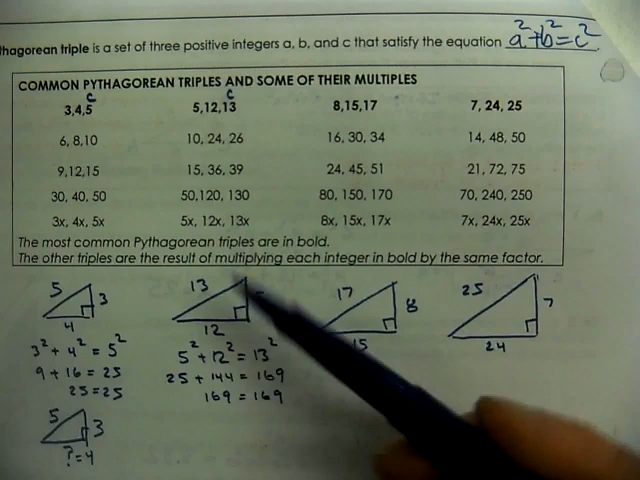 thagorean triple is a set of three positive integers a, b, and c that satisfy the equation a²+b²=c²
COMMON PYTHAGOREAN TRIPLES AND SOME OF THEIR MULTIPLES
c c
3,4,5 5,12,13 8,15,17 7, 24, 25
6, 8,10 10, 24, 26 16, 30, 34 14, 48, 50
9,12,15 15, 36, 39 24, 45, 51 21, 72, 75
30, 40, 50 50,120, 130 80, 150, 170 70, 240, 250
3x, 4x, 5x 5x, 12x, 13x 8x, 15x, 17x 7x, 24x, 25x
The most common Pythagorean triples are in bold.
The other triples are the result of multiplying each integer in bold by the same factor.
5 3 13 17 8 25 7
4 12 15 24
3² + 4² = 5² 5² + 12² = 13²
9 + 16 = 25 25 + 144 = 169
25 = 25 169 = 169
5 3
? = 4